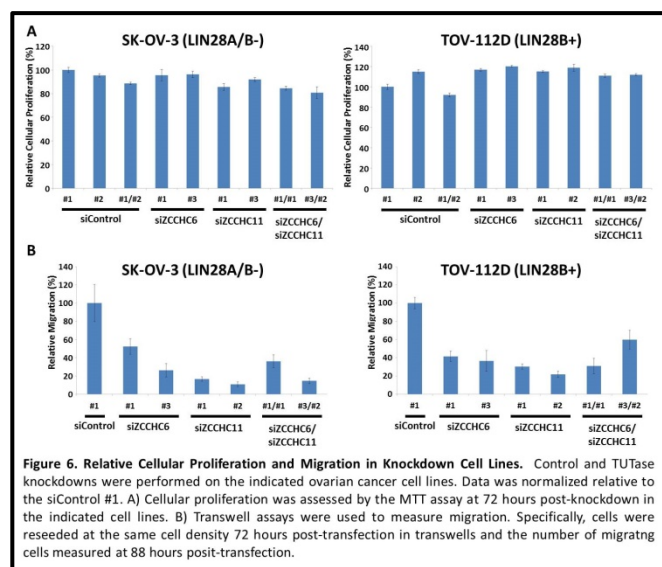 A
SK-OV-3 (LIN28A/B-)
TOV-112D (LIN28B+)
Relative Cellular Proliferation (%)
140
120
100
80
60
40
20
0
#1 #2 #1/#2 #1 #3 #1 #3 #1/#1 #3/#2
siControl siZCCHC6 siZCCHC11 siZCCHC6/
siZCCHC11
Relative Cellular Proliferation (%)
140
120
100
80
60
40
20
0
#1 #2 #1/#2 #1 #3 #1 #2 #1/#1 #3/#2
siControl siZCCHC6 siZCCHC11 siZCCHC6/
siZCCHC11
B
SK-OV-3 (LIN28A/B-)
TOV-112D (LIN28B+)
Relative Migration (%)
140
120
100
80
60
40
20
0
#1 #1 #3 #1 #2 #1/#1 #3/#2
siControl siZCCHC6 siZCCHC11 siZCCHC6/
siZCCHC11
Relative Migration (%)
140
120
100
80
60
40
20
0
#1 #1 #3 #1 #2 #1/#1 #3/#2
siControl siZCCHC6 siZCCHC11 siZCCHC6/
siZCCHC11
Figure 6. Relative Cellular Proliferation and Migration in Knockdown Cell Lines. Control and TUTase
knockdowns were performed on the indicated ovarian cancer cell lines. Data was normalized relative to
the siControl #1. A) Cellular proliferation was assessed by the MTT assay at 72 hours post-knockdown in
the indicated cell lines. B) Transwell assays were used to measure migration. Specifically, cells were
reseeded at the same cell density 72 hours post-transfection in transwells and the number of migratng
cells measured at 88 hours posit-transfection.